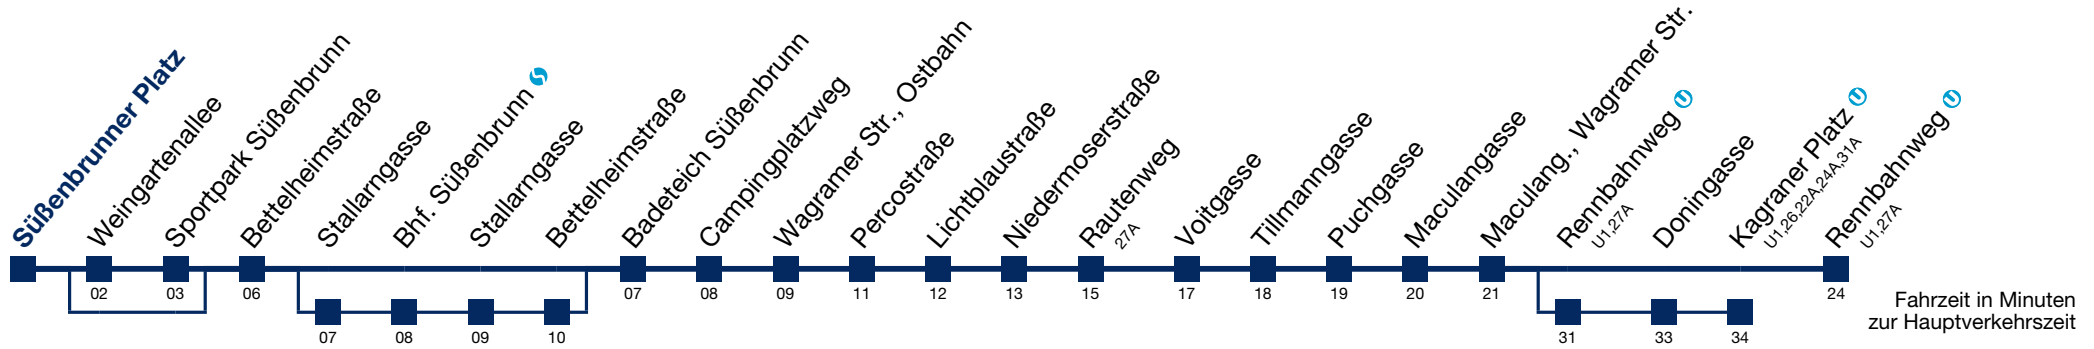 Süßenbrunner Platz
Weingartenallee
Sportpark Süßenbrunn
Bettelheimstraße
Stallarngasse
Bhf. Süßenbrunn
Stallarngasse
Bettelheimstraße
Badeteich Süßenbrunn
Campingplatzweg
Wagramer Str., Ostbahn
Percostraße
Lichtblaustraße
Niedermoserstraße
Rautenweg
27A
Voitgasse
Tillmanngasse
Puchgasse
Maculangasse
Maculang., Wagramer Str.
Rennbahnweg U
U1,27A
Doningasse
Kagraner Platz U
U1,26,22A,24A,31A
Rennbahnweg U
U1,27A
02 03 06 07 08 09 11 12 13 15 17 18 19 20 21 24
07 08 09 10 31 33 34
Fahrzeit in Minuten
zur Hauptverkehrszeit